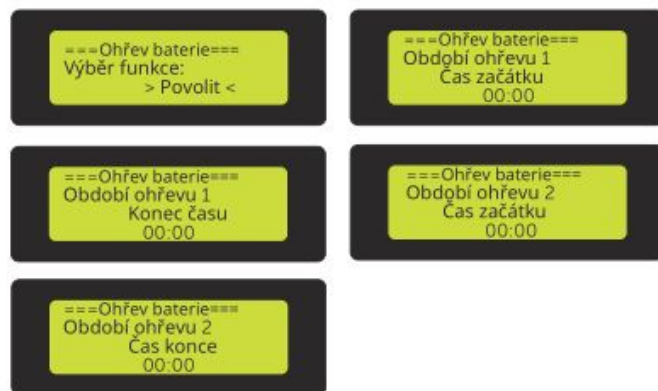 ===Ohřev baterie===
Výběr funkce:
> Povolit <
===Ohřev baterie===
Období ohřevu 1
Čas začátku
00:00
===Ohřev baterie===
Období ohřevu 1
Konec času
00:00
===Ohřev baterie===
Období ohřevu 2
Čas začátku
00:00
===Ohřev baterie===
Období ohřevu 2
Čas konce
00:00